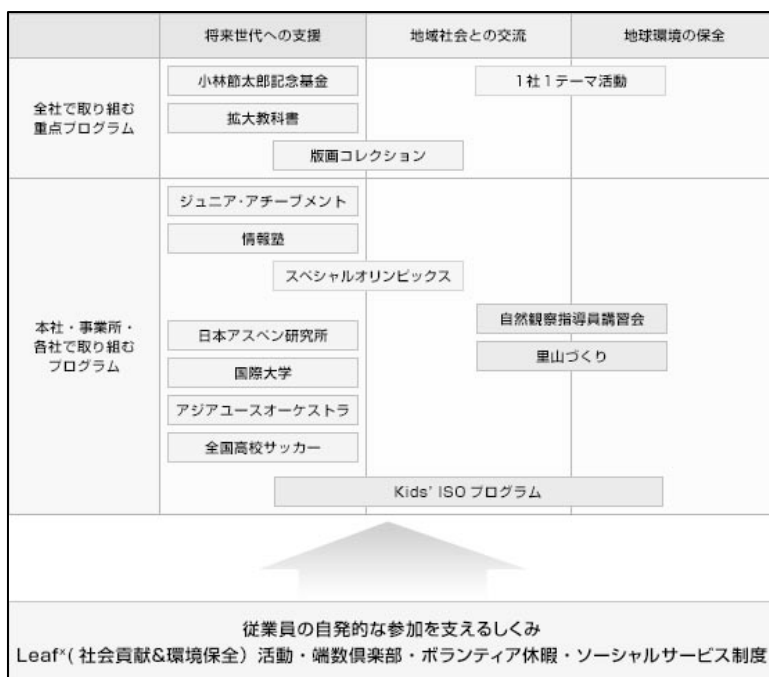 将来世代への支援
地域社会との交流
地球環境の保全
全社で取り組む
重点プログラム
小林節太郎記念基金
1社1テーマ活動
拡大教科書
版画コレクション
本社・事業所・
各社で取り組む
プログラム
ジュニア・アチーブメント
情報塾
スペシャルオリンピックス
自然観察指導員講習会
日本アスペン研究所
里山づくり
国際大学
アジアユースオーケストラ
全国高校サッカー
Kids' ISO プログラム
従業員の自発的な参加を支えるしくみ
Leaf×(社会貢献&環境保全)活動・端数倶楽部・ボランティア休暇・ソーシャルサービス制度